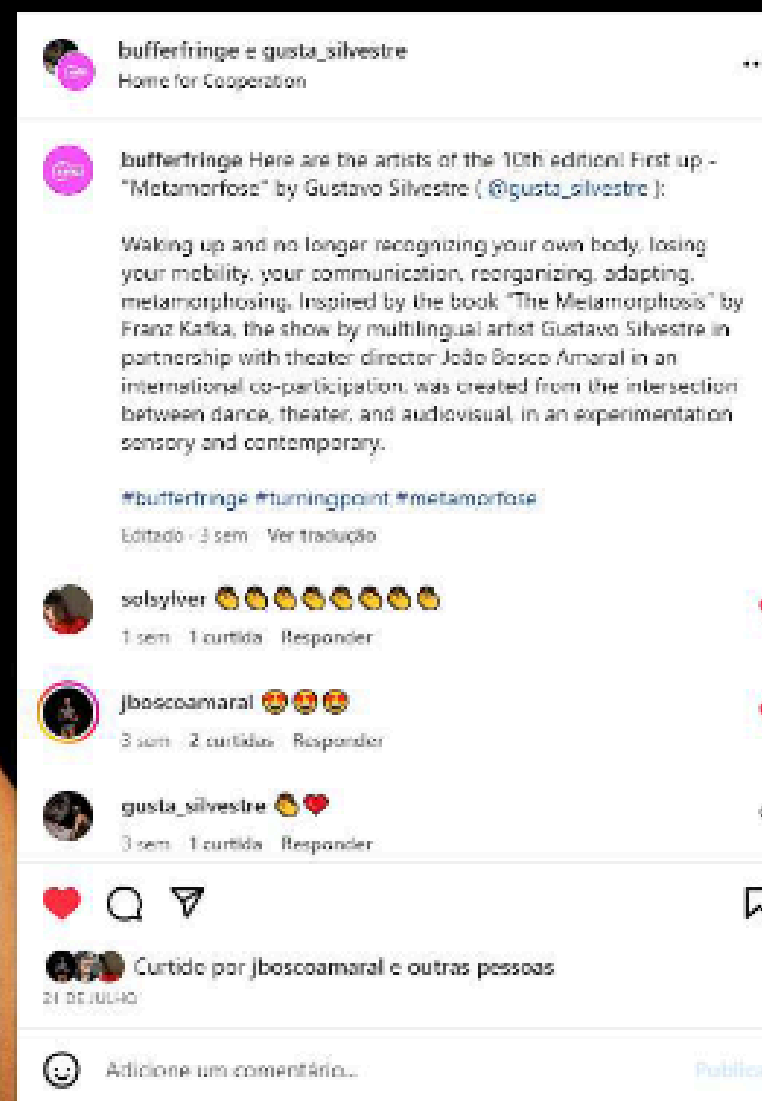 bufferfringe e gusta_silvestre
Home for Cooperation
bufferfringe Here are the artists of the 10th edition! First up -
"Metamorfose" by Gustavo Silvestre ( @gusta_silvestre ):
Waking up and no longer recognizing your own body, losing
your mobility, your communication, reorganizing, adapting,
metamorphosing. Inspired by the book "The Metamorphosis" by
Franz Kafka, the show by multilingual artist Gustavo Silvestre in
partnership with theater director João Bosco Amaral in an
international co-participation, was created from the intersection
between dance, theater, and audiovisual, in an experimentation
sensory and contemporary.
#bufferfringe #turningpoint #metamorfose
Editado · 3 sem Ver tradução
solsylver 👏👏👏👏👏👏👏👏
1 sem 1 curtida Responder
jboscoamaral 🤩🤩🤩
3 sem 2 curtidas Responder
gusta_silvestre 👏❤️
3 sem 1 curtida Responder
Curtido por jboscoamaral e outras pessoas
21 DE JULHO
Adicione um comentário...
Publica